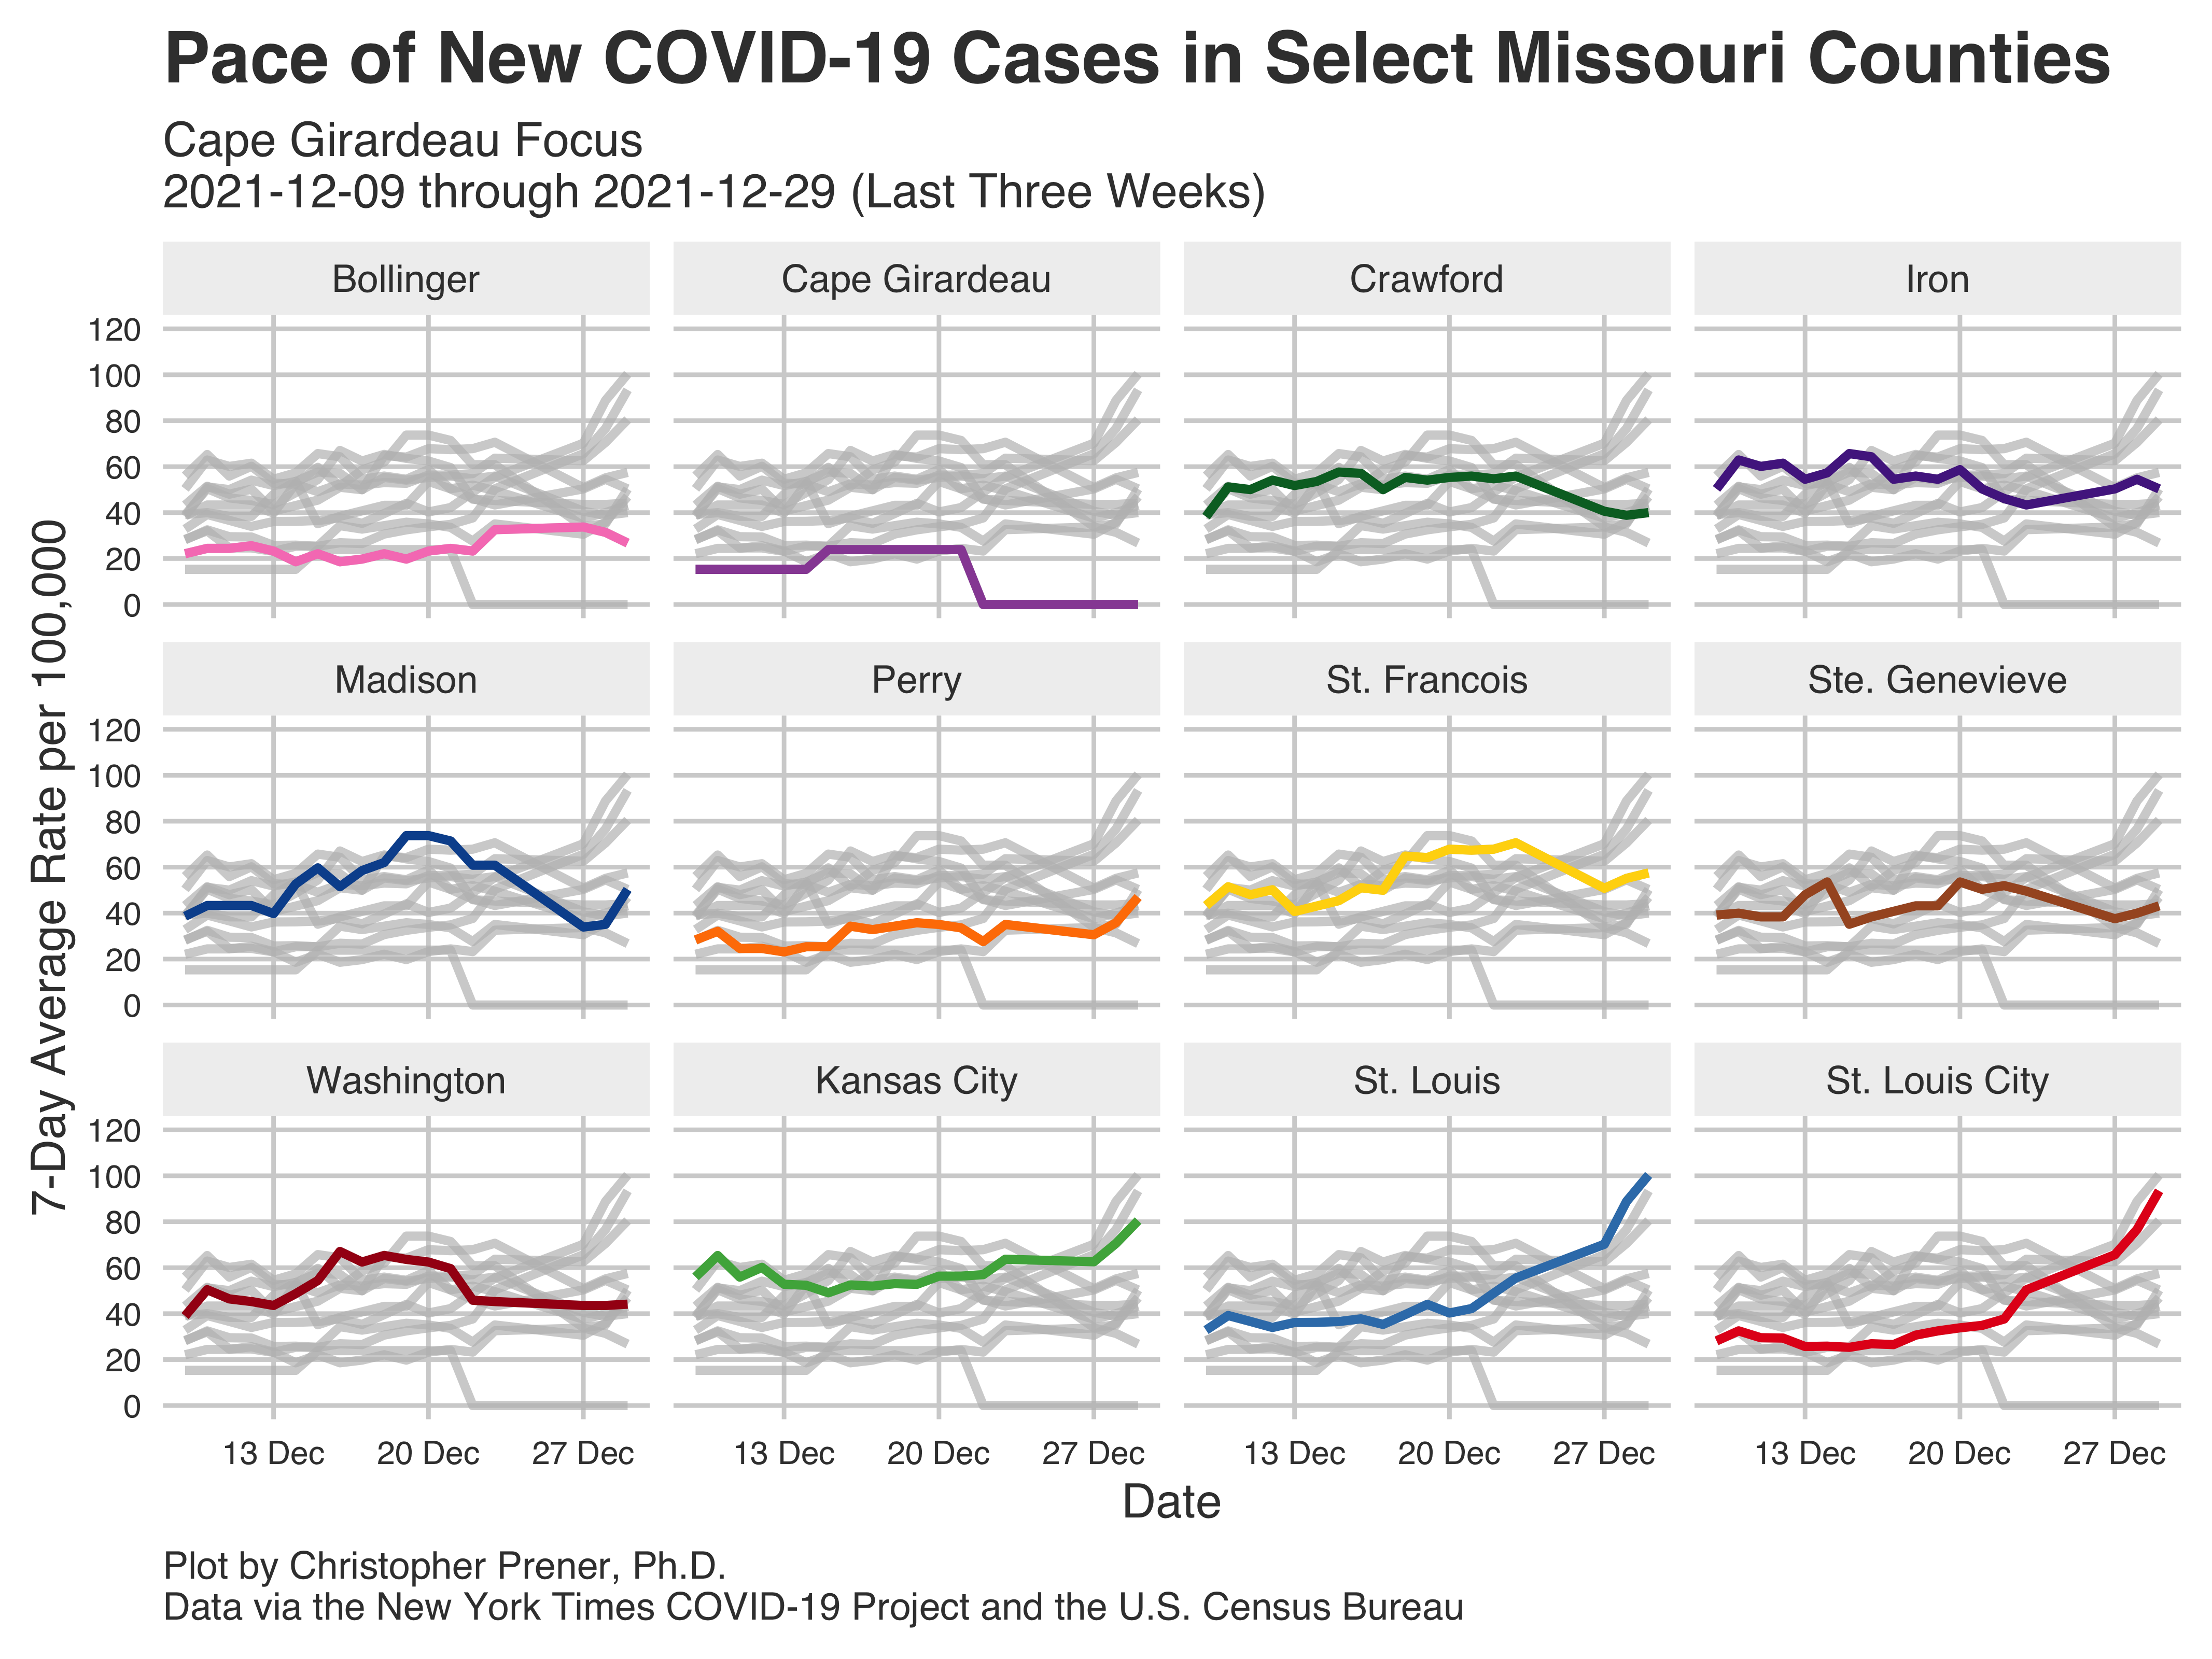 Pace of New COVID-19 Cases in Select Missouri Counties
Cape Girardeau Focus
2021-12-09 through 2021-12-29 (Last Three Weeks)
7-Day Average Rate per 100,000
Bollinger
Cape Girardeau
Crawford
Iron
120
100
80
60
40
20
0
Madison
Perry
St. Francois
Ste. Genevieve
120
100
80
60
40
20
0
Washington
Kansas City
St. Louis
St. Louis City
120
100
80
60
40
20
0
13 Dec 20 Dec 27 Dec
13 Dec 20 Dec 27 Dec
13 Dec 20 Dec 27 Dec
13 Dec 20 Dec 27 Dec
Date
Plot by Christopher Prener, Ph.D.
Data via the New York Times COVID-19 Project and the U.S. Census Bureau